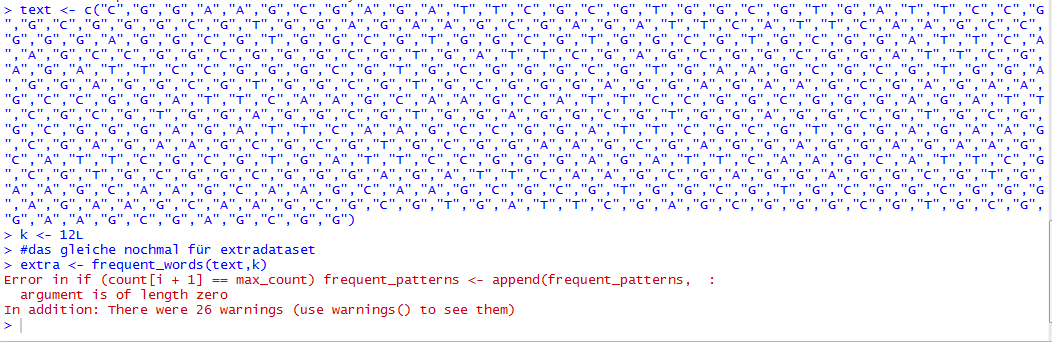 > text <- c("C","G","G","A","A","G","C","G","A","G","A","T","T","C","G","C","G","T","G","G","C","G","T","G","A","T","T","C","C","G"
,"G","C","G","G","G","C","G","T","G","G","A","G","A","A","G","C","G","A","G","A","T","T","C","A","T","T","C","A","A","G","C","C",
"G","G","G","A","G","G","C","G","T","G","G","C","G","T","G","G","C","G","T","G","G","C","G","T","G","C","G","G","A","T","T","C","A"
,"A","G","C","C","G","G","C","G","G","G","C","G","T","G","A","T","T","C","G","A","G","C","G","G","C","G","G","A","T","T","C","G",
"A","G","A","T","T","C","C","G","G","G","C","G","T","G","C","G","G","G","C","G","T","G","A","A","G","C","G","C","G","T","G","G","A"
,"G","G","A","G","G","C","G","T","G","G","C","G","T","G","C","G","G","G","A","G","G","A","G","A","A","G","C","G","A","G","A","A",
"G","C","C","G","G","A","T","T","C","A","A","G","C","A","A","G","C","A","T","T","C","C","G","G","C","G","G","G","A","G","A","T","T"
,"C","G","C","G","T","G","G","A","G","G","C","G","T","G","G","A","G","G","C","G","T","G","G","A","G","G","C","G","T","G","C","G",
"G","C","G","G","G","A","G","A","T","T","C","A","A","G","C","C","G","G","A","T","T","C","G","C","G","T","G","G","A","G","A","A","G"
,"C","G","A","G","A","A","G","C","G","C","G","T","G","C","G","G","A","A","G","C","G","A","G","G","A","G","G","A","G","A","A","G",
"C","A","T","T","C","G","C","G","T","G","A","T","T","C","C","G","G","G","A","G","A","T","T","C","A","A","G","C","A","T","T","C","G"
,"C","G","T","G","C","G","G","C","G","G","G","A","G","A","T","T","C","A","A","G","C","G","A","G","G","A","G","G","C","G","T","G",
"A","A","G","C","A","A","G","C","A","A","G","C","A","A","G","C","G","C","G","T","G","G","C","G","T","G","C","G","G","C","G","G","G"
,"A","G","A","A","G","C","A","A","G","C","G","C","G","T","G","A","T","T","C","G","A","G","C","G","G","G","C","G","T","G","C","G",
"G","A","A","G","C","G","A","G","C","G","G")
> k <- 12L
> #das gleiche nochmal für extradataset
> extra <- frequent_words(text,k)
Error in if (count[i + 1] == max_count) frequent_patterns <- append(frequent_patterns,  :
  argument is of length zero
In addition: There were 26 warnings (use warnings() to see them)
>